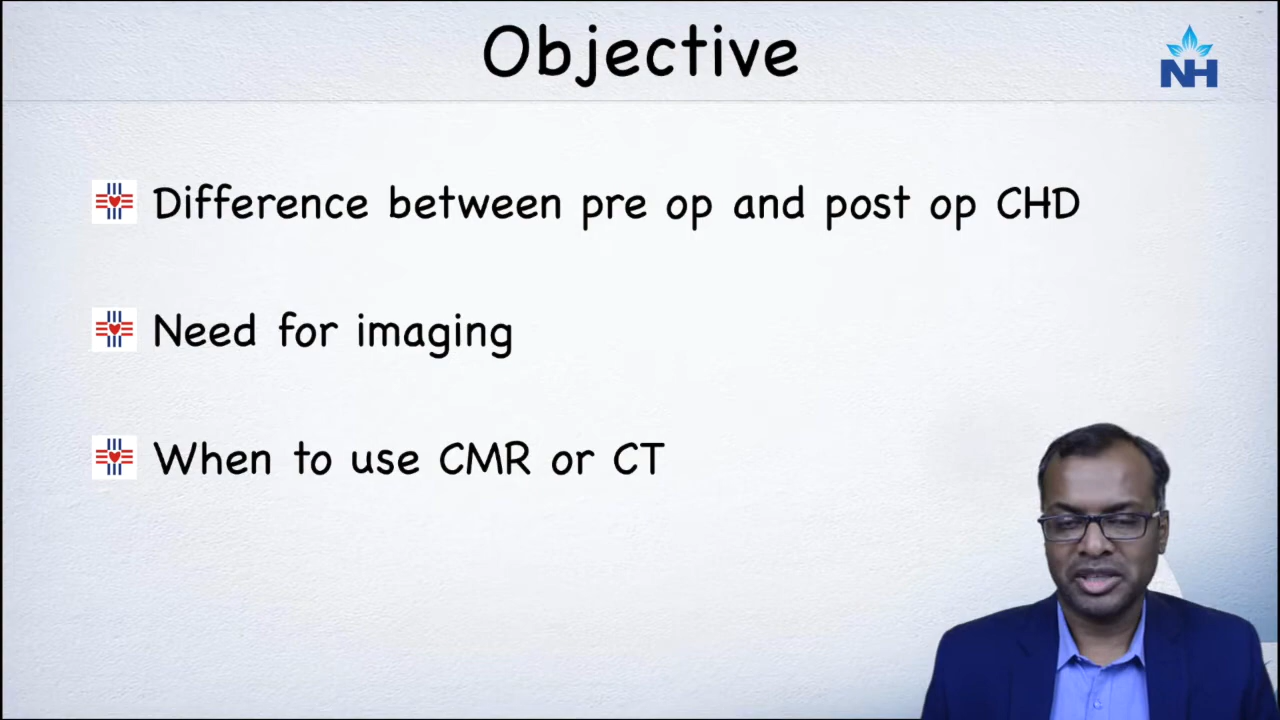 Objective
NH
Difference between pre op and post op CHD
Need for imaging
When to use CMR or CT